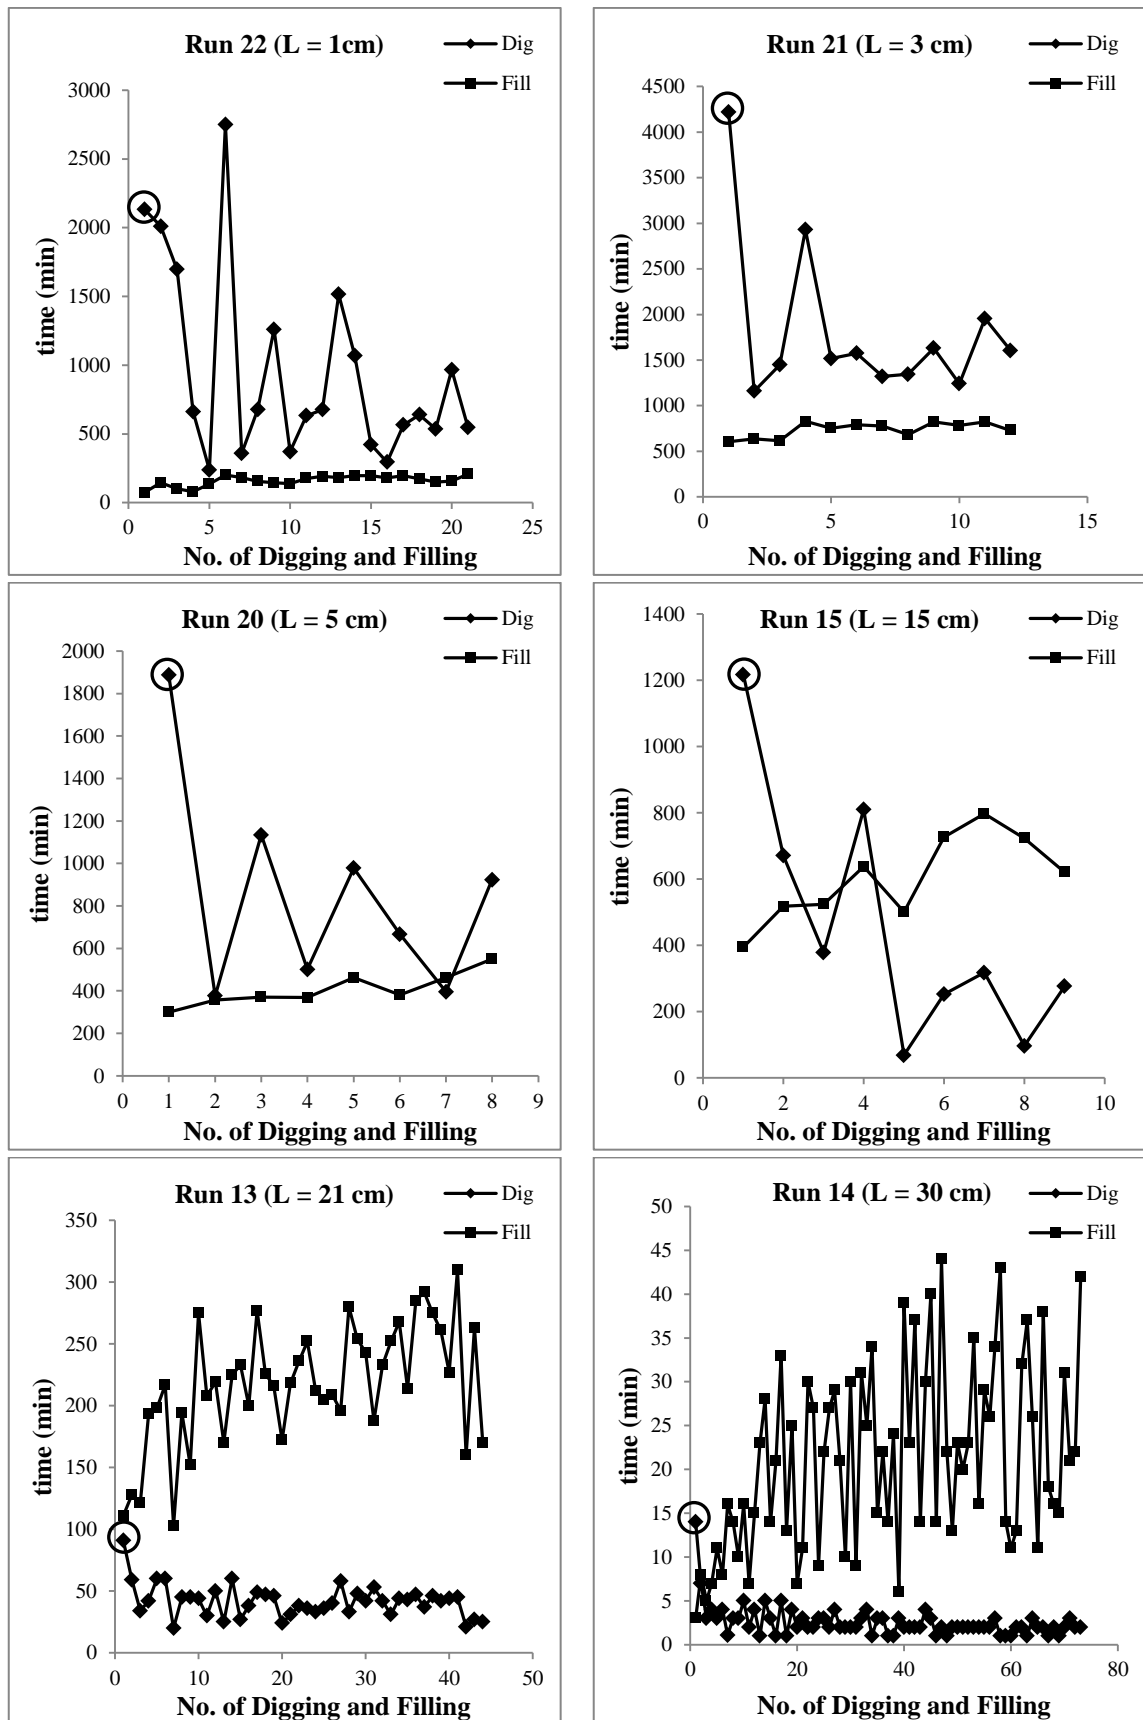 Run 22 (L = 1cm)
Dig
Fill
3000
2500
2000
1500
1000
500
0
0 5 10 15 20 25
time (min)
No. of Digging and Filling
Run 21 (L = 3 cm)
Dig
Fill
4500
4000
3500
3000
2500
2000
1500
1000
500
0
0 5 10 15
time (min)
No. of Digging and Filling
Run 20 (L = 5 cm)
Dig
Fill
2000
1800
1600
1400
1200
1000
800
600
400
200
0
0 1 2 3 4 5 6 7 8 9
time (min)
No. of Digging and Filling
Run 15 (L = 15 cm)
Dig
Fill
1400
1200
1000
800
600
400
200
0
0 2 4 6 8 10
time (min)
No. of Digging and Filling
Run 13 (L = 21 cm)
Dig
Fill
350
300
250
200
150
100
50
0
0 10 20 30 40 50
time (min)
No. of Digging and Filling
Run 14 (L = 30 cm)
Dig
Fill
50
45
40
35
30
25
20
15
10
5
0
0 20 40 60 80
time (min)
No. of Digging and Filling